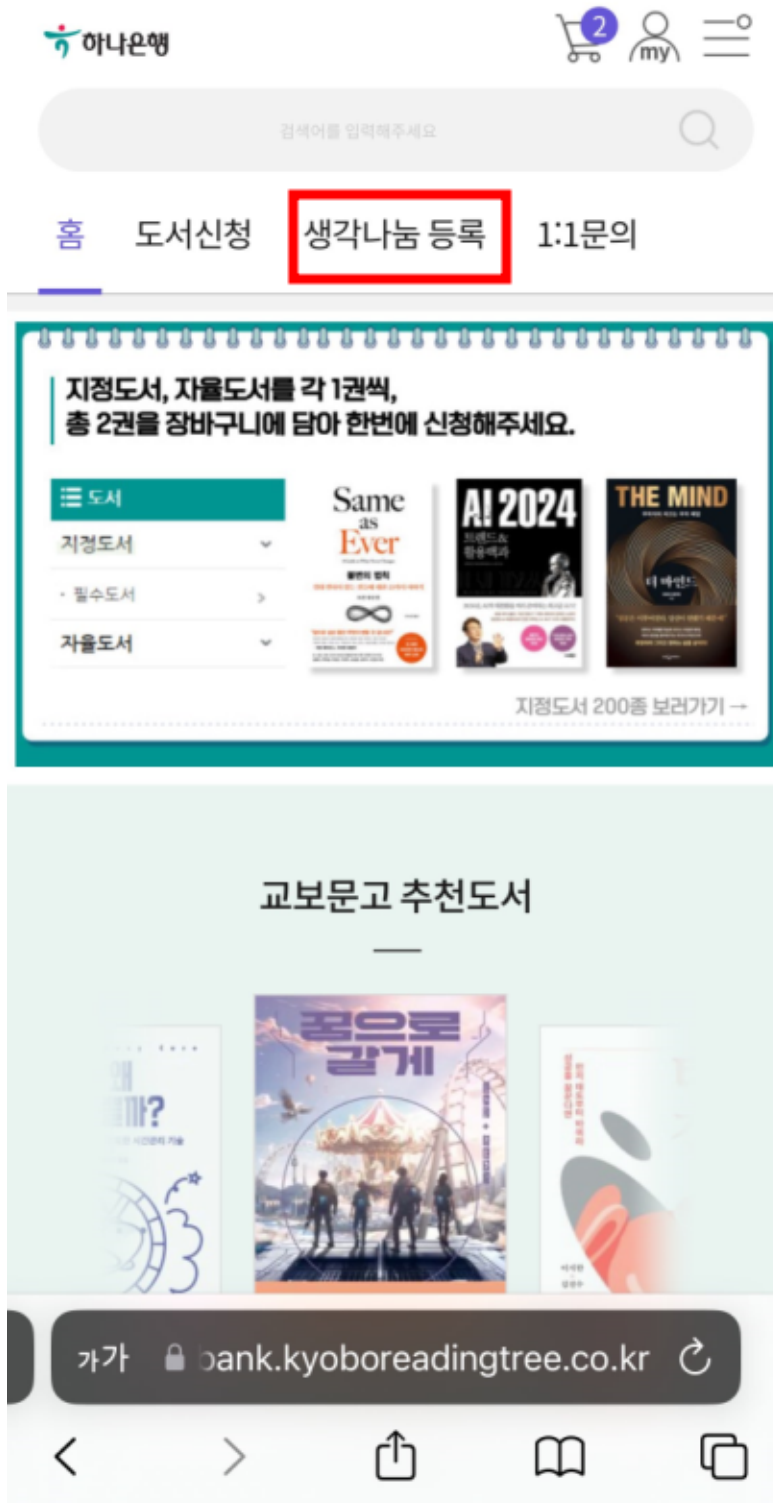 하나은행
2
my
검색어를 입력해주세요
홈 도서신청 생각나눔 등록 1:1문의
지정도서, 자율도서를 각 1권씩,
총 2권을 장바구니에 담아 한번에 신청해주세요.
도서
지정도서
· 필수도서
자율도서
Same
as
Ever
불변의 법칙
AI 2024
트렌드&
활용백과
THE MIND
더 마인드
지정도서 200종 보러가기 →
교보문고 추천도서
꿈으로
갈게
가가 bank.kyoboreadingtree.co.kr